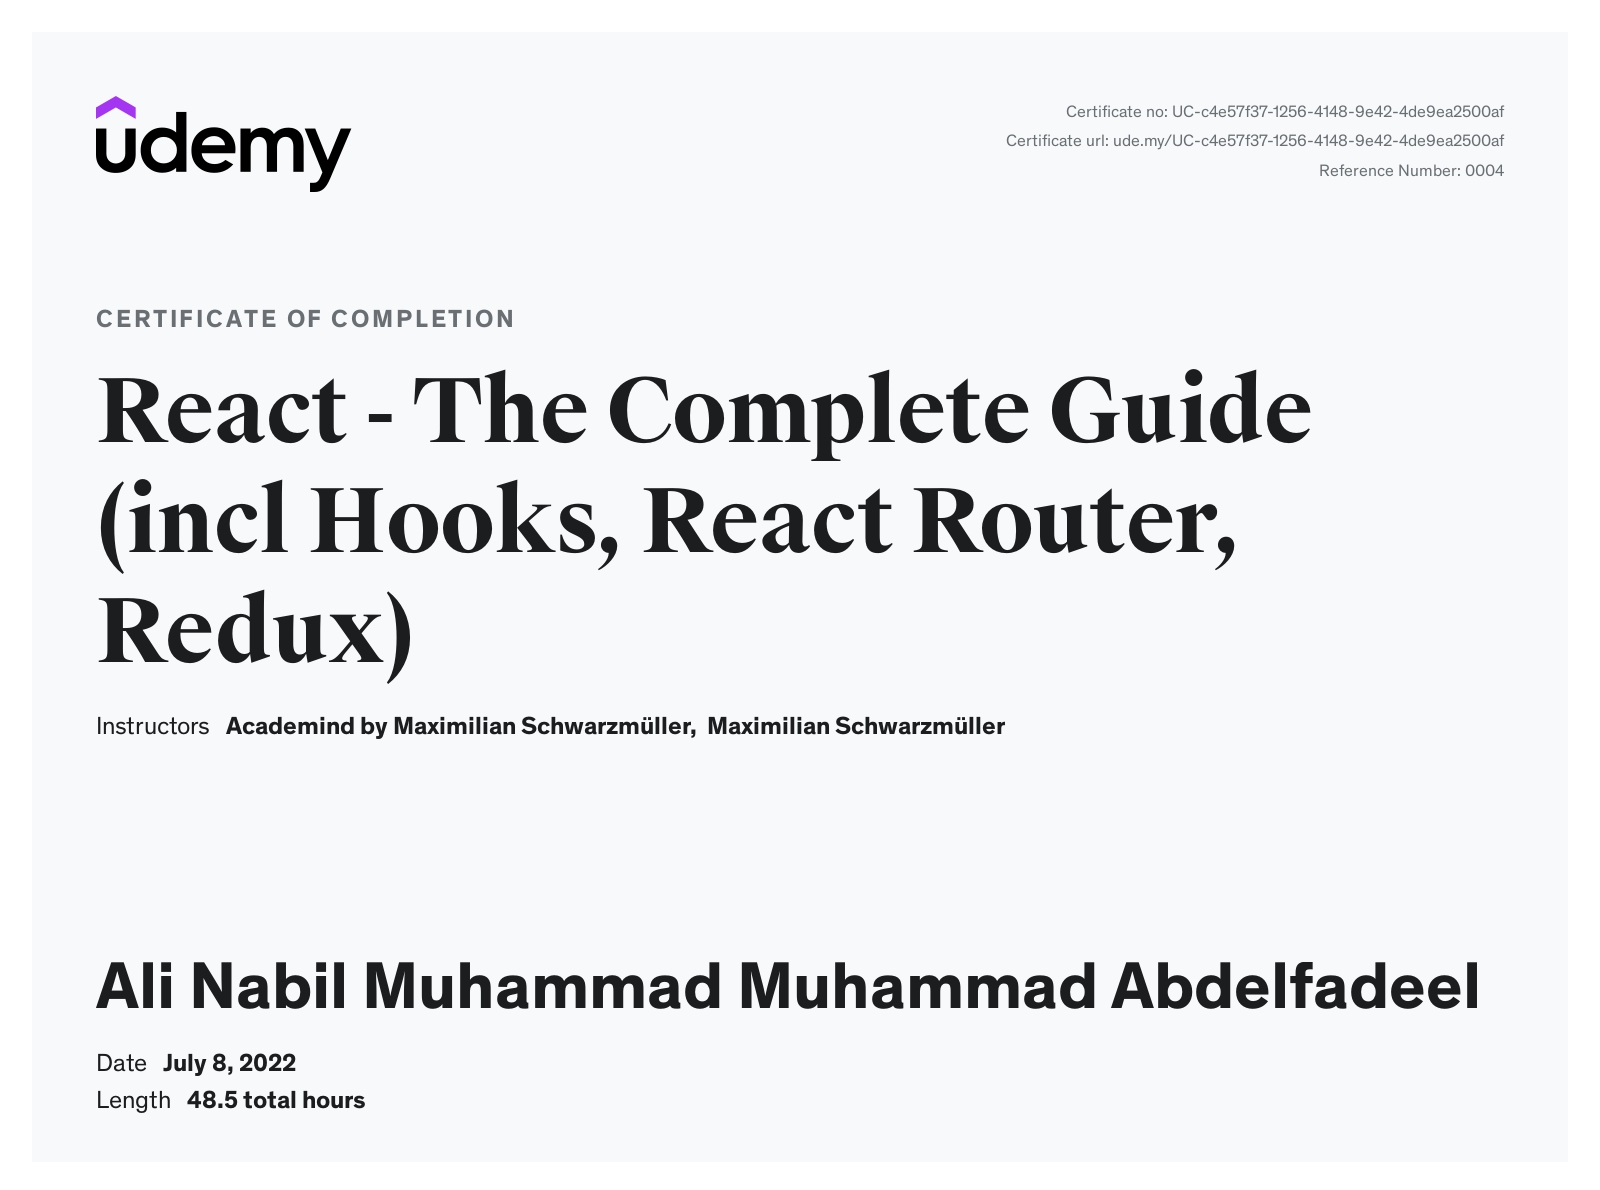 udemy
Certificate no: UC-c4e57f37-1256-4148-9e42-4de9ea2500af
Certificate url: ude.my/UC-c4e57f37-1256-4148-9e42-4de9ea2500af
Reference Number: 0004
CERTIFICATE OF COMPLETION
React - The Complete Guide
(incl Hooks, React Router,
Redux)
Instructors Academind by Maximilian Schwarzmüller, Maximilian Schwarzmüller
Ali Nabil Muhammad Muhammad Abdelfadeel
Date July 8, 2022
Length 48.5 total hours